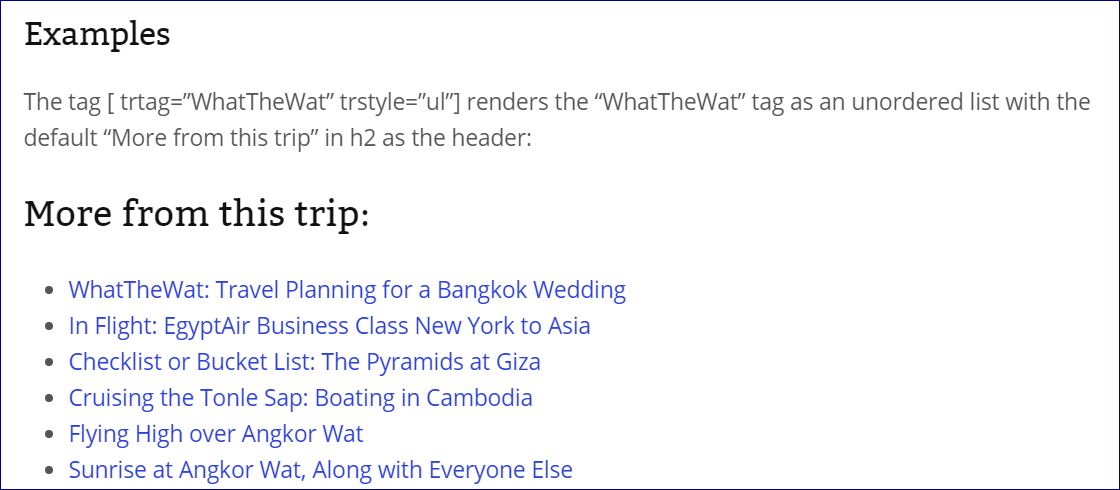 Examples
The tag [ trtag=”WhatTheWat” trstyle=”ul”] renders the “WhatTheWat” tag as an unordered list with the
default “More from this trip” in h2 as the header:
More from this trip:
• WhatTheWat: Travel Planning for a Bangkok Wedding
• In Flight: EgyptAir Business Class New York to Asia
• Checklist or Bucket List: The Pyramids at Giza
• Cruising the Tonle Sap: Boating in Cambodia
• Flying High over Angkor Wat
• Sunrise at Angkor Wat, Along with Everyone Else